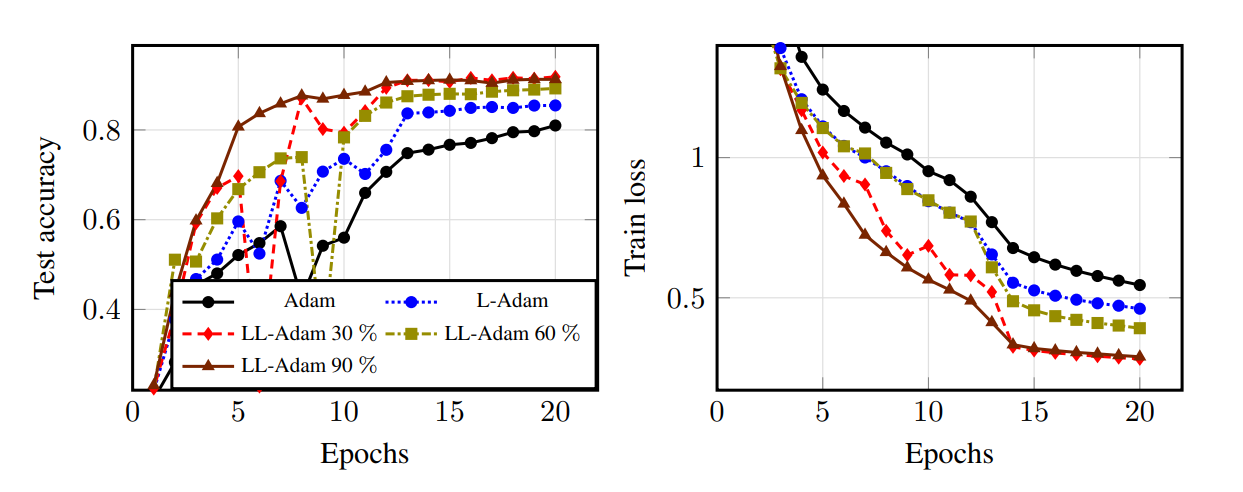 Test accuracy
0.8
0.6
0.4
Adam
L-Adam
LL-Adam 30 %
LL-Adam 60 %
LL-Adam 90 %
0 5 10 15 20
Epochs
Train loss
1
0.5
0 5 10 15 20
Epochs